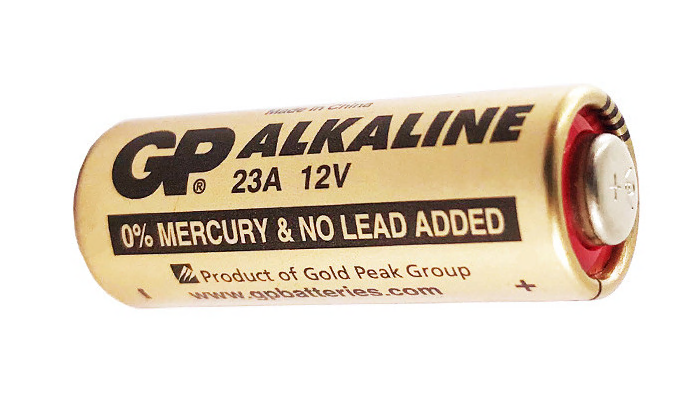 Made in China
GP® ALKALINE
23A 12V
0% MERCURY & NO LEAD ADDED
Product of Gold Peak Group
www.gpbatteries.com
- +
+